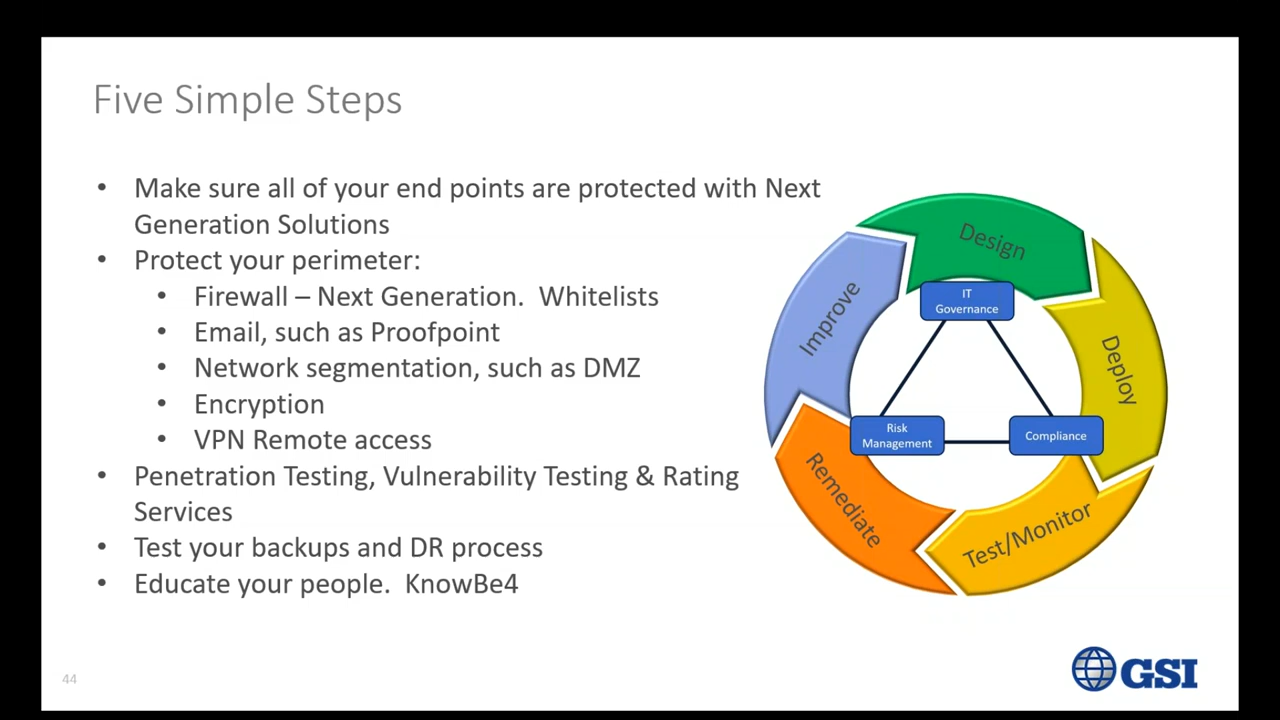 Five Simple Steps
• Make sure all of your end points are protected with Next
Generation Solutions
• Protect your perimeter:
• Firewall – Next Generation.  Whitelists
• Email, such as Proofpoint
• Network segmentation, such as DMZ
• Encryption
• VPN Remote access
• Penetration Testing, Vulnerability Testing & Rating
Services
• Test your backups and DR process
• Educate your people.  KnowBe4
Design
Deploy
Test/Monitor
Remediate
Improve
IT
Governance
Risk
Management
Compliance
44
GSI